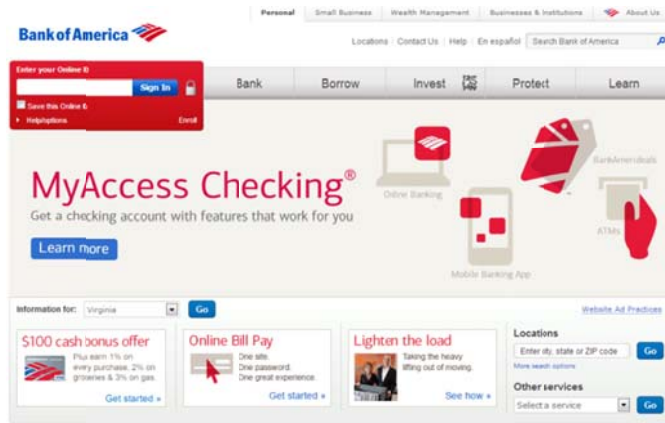 Personal Small Business Wealth Management Businesses & Institutions About Us
Bank of America
Locations Contact Us Help En español Search Bank of America
Enter your Online ID
Sign In
Save this Online ID
Help/options Enroll
Bank Borrow Invest Protect Learn
MyAccess Checking®
Get a checking account with features that work for you
Learn more
Online Banking
BankAmerideals
ATMs
Mobile Banking App
Information for: Virginia Go
Website Ad Practices
$100 cash bonus offer
Plus earn 1% on
every purchase, 2% on
groceries & 3% on gas.
Get started »
Online Bill Pay
One site.
One password.
One great experience.
Get started »
Lighten the load
Taking the heavy
lifting out of moving.
See how »
Locations
Enter city, state or ZIP code Go
More search options
Other services
Select a service Go